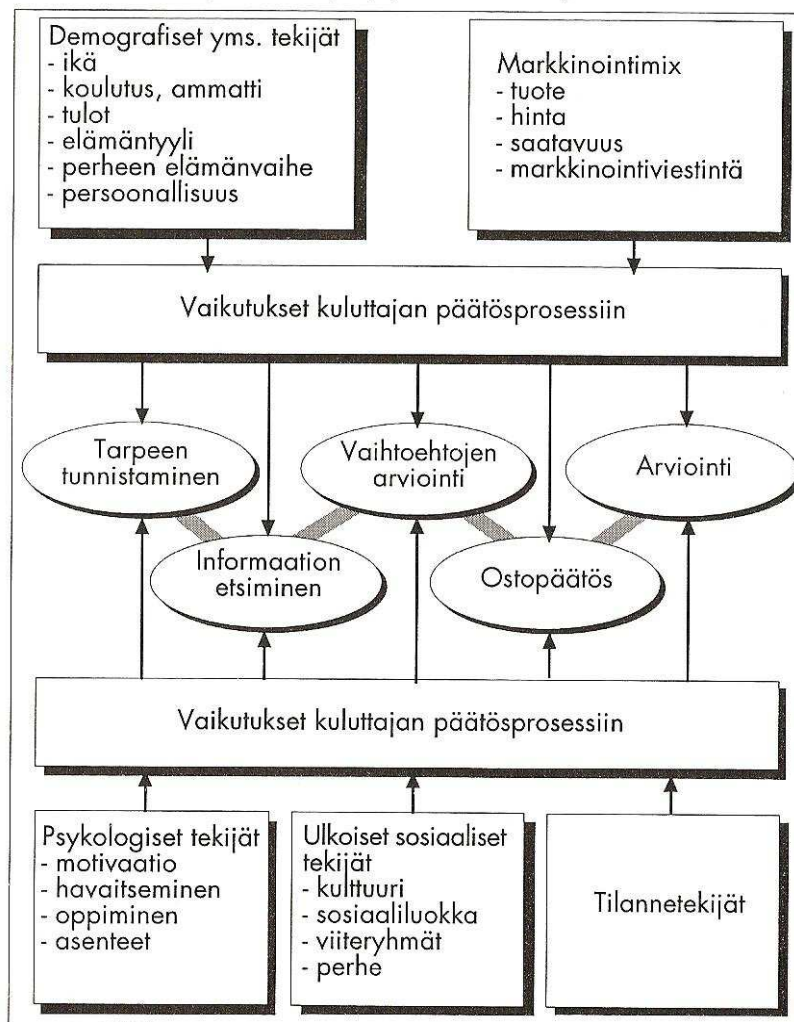 Demografiset yms. tekijät
- ikä
- koulutus, ammatti
- tulot
- elämäntyyli
- perheen elämänvaihe
- persoonallisuus
Markkinointimix
- tuote
- hinta
- saatavuus
- markkinointiviestintä
Vaikutukset kuluttajan päätösprosessiin
Tarpeen
tunnistaminen
Informaation
etsiminen
Vaihtoehtojen
arviointi
Ostopäätös
Arviointi
Vaikutukset kuluttajan päätösprosessiin
Psykologiset tekijät
- motivaatio
- havaitseminen
- oppiminen
- asenteet
Ulkoiset sosiaaliset
tekijät
- kulttuuri
- sosiaaliluokka
- viiteryhmät
- perhe
Tilannetekijät